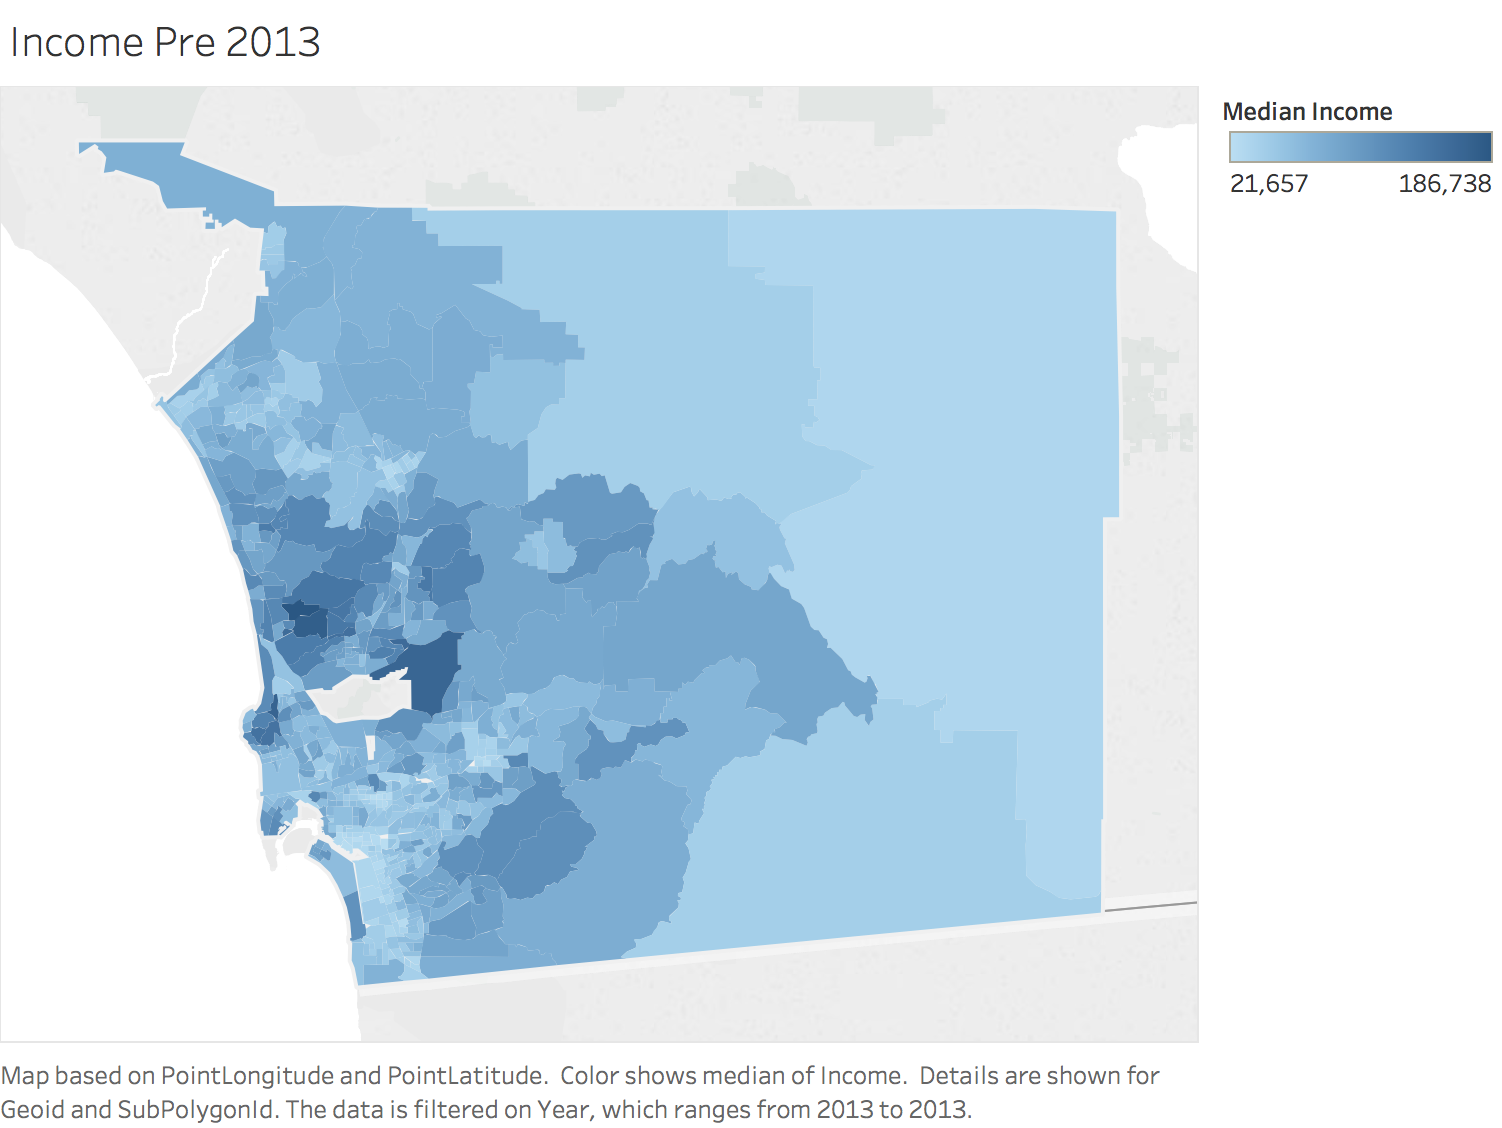 Income Pre 2013
Median Income
21,657 186,738
Map based on PointLongitude and PointLatitude.  Color shows median of Income.  Details are shown for
Geoid and SubPolygonId. The data is filtered on Year, which ranges from 2013 to 2013.